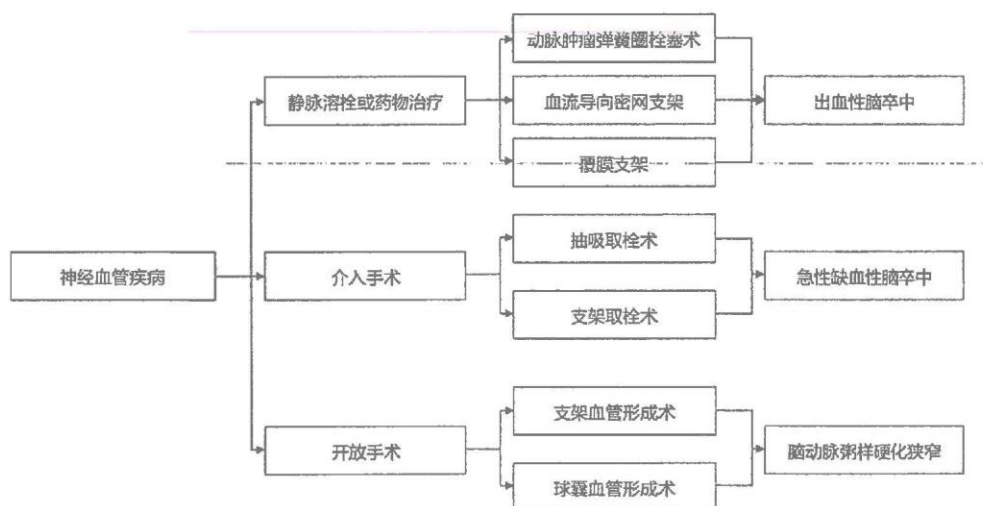 动脉肿瘤弹簧圈栓塞术
静脉溶栓或药物治疗
血流导向密网支架
出血性脑卒中
覆膜支架
抽吸取栓术
神经血管疾病
介入手术
急性缺血性脑卒中
支架取栓术
支架血管形成术
开放手术
脑动脉粥样硬化狭窄
球囊血管形成术